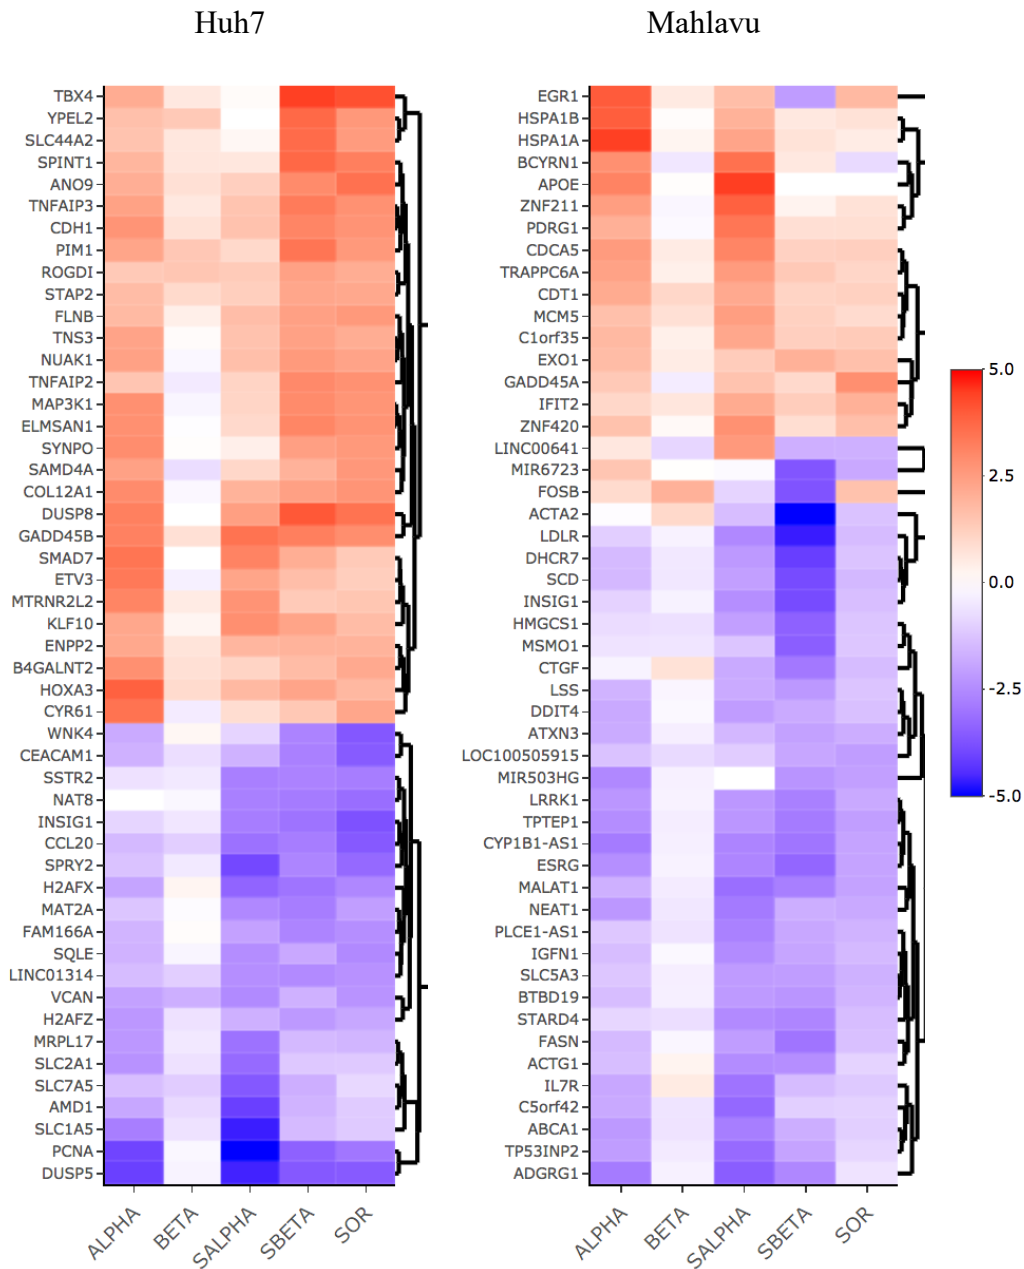 Huh7
Mahlavu
TBX4
YPEL2
SLC44A2
SPINT1
ANO9
TNFAIP3
CDH1
PIM1
ROGDI
STAP2
FLNB
TNS3
NUAK1
TNFAIP2
MAP3K1
ELMSAN1
SYNPO
SAMD4A
COL12A1
DUSP8
GADD45B
SMAD7
ETV3
MTRNR2L2
KLF10
ENPP2
B4GALNT2
HOXA3
CYR61
WNK4
CEACAM1
SSTR2
NAT8
INSIG1
CCL20
SPRY2
H2AFX
MAT2A
FAM166A
SQLE
LINC01314
VCAN
H2AFZ
MRPL17
SLC2A1
SLC7A5
AMD1
SLC1A5
PCNA
DUSP5
ALPHA
BETA
SALPHA
SBETA
SOR
EGR1
HSPA1B
HSPA1A
BCYRN1
APOE
ZNF211
PDRG1
CDCA5
TRAPPC6A
CDT1
MCM5
C1orf35
EXO1
GADD45A
IFIT2
ZNF420
LINC00641
MIR6723
FOSB
ACTA2
LDLR
DHCR7
SCD
INSIG1
HMGCS1
MSMO1
CTGF
LSS
DDIT4
ATXN3
LOC100505915
MIR503HG
LRRK1
TPTEP1
CYP1B1-AS1
ESRG
MALAT1
NEAT1
PLCE1-AS1
IGFN1
SLC5A3
BTBD19
STARD4
FASN
ACTG1
IL7R
C5orf42
ABCA1
TP53INP2
ADGRG1
ALPHA
BETA
SALPHA
SBETA
SOR
5.0
2.5
0.0
-2.5
-5.0